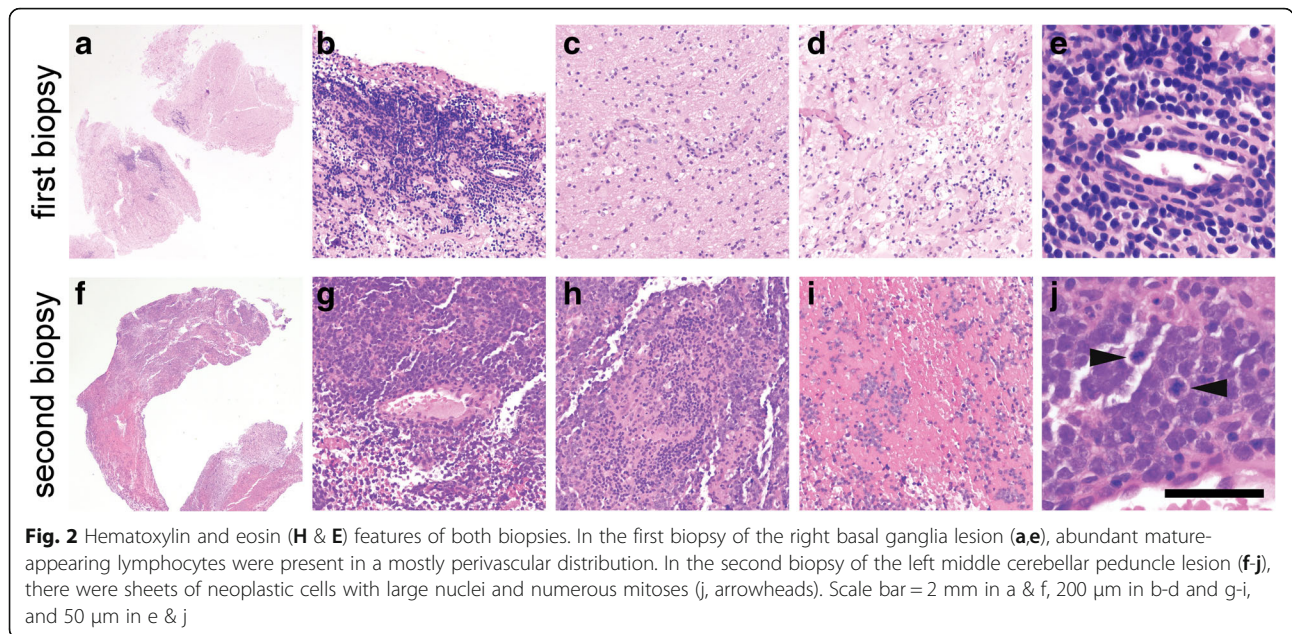 first biopsy
a
b
c
d
e
second biopsy
f
g
h
i
j
Fig. 2 Hematoxylin and eosin (H & E) features of both biopsies. In the first biopsy of the right basal ganglia lesion (a,e), abundant mature-
appearing lymphocytes were present in a mostly perivascular distribution. In the second biopsy of the left middle cerebellar peduncle lesion (f-j),
there were sheets of neoplastic cells with large nuclei and numerous mitoses (j, arrowheads). Scale bar = 2 mm in a & f, 200 μm in b-d and g-i,
and 50 μm in e & j